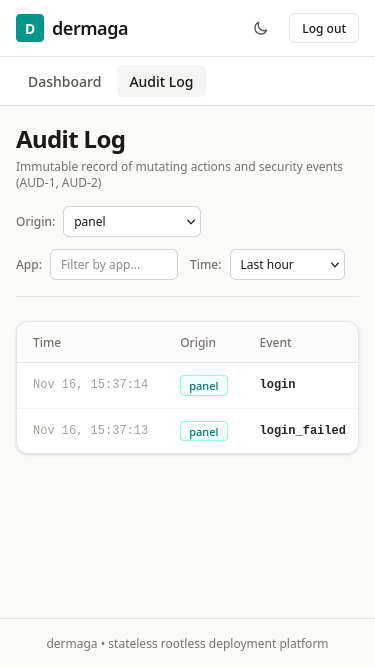 D dermaga Log out
Dashboard Audit Log
Audit Log
Immutable record of mutating actions and security events
(AUD-1, AUD-2)
Origin: panel
App: Filter by app... Time: Last hour
Time Origin Event
Nov 16, 15:37:14 panel login
Nov 16, 15:37:13 panel login_failed
dermaga • stateless rootless deployment platform